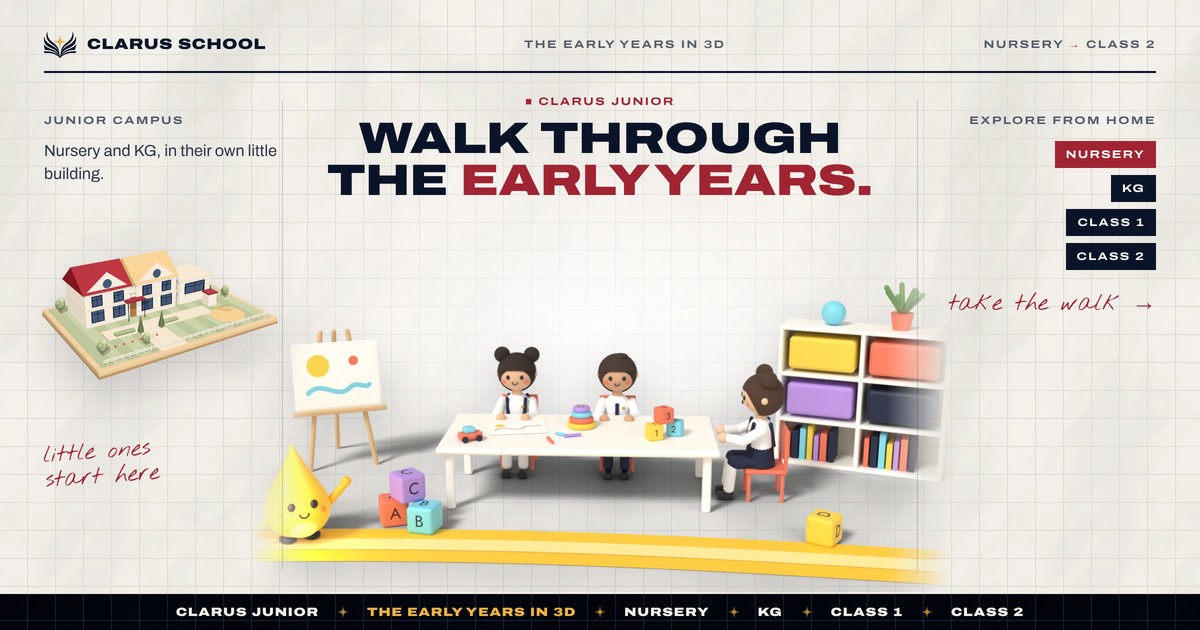 CLARUS SCHOOL
THE EARLY YEARS IN 3D
NURSERY → CLASS 2
JUNIOR CAMPUS
Nursery and KG, in their own little
building.
little ones
start here
■ CLARUS JUNIOR
WALK THROUGH
THE EARLY YEARS.
EXPLORE FROM HOME
NURSERY
KG
CLASS 1
CLASS 2
take the walk →
3
1 2
C
C
A B
B
D
D
CLARUS JUNIOR ✦ THE EARLY YEARS IN 3D ✦ NURSERY ✦ KG ✦ CLASS 1 ✦ CLASS 2